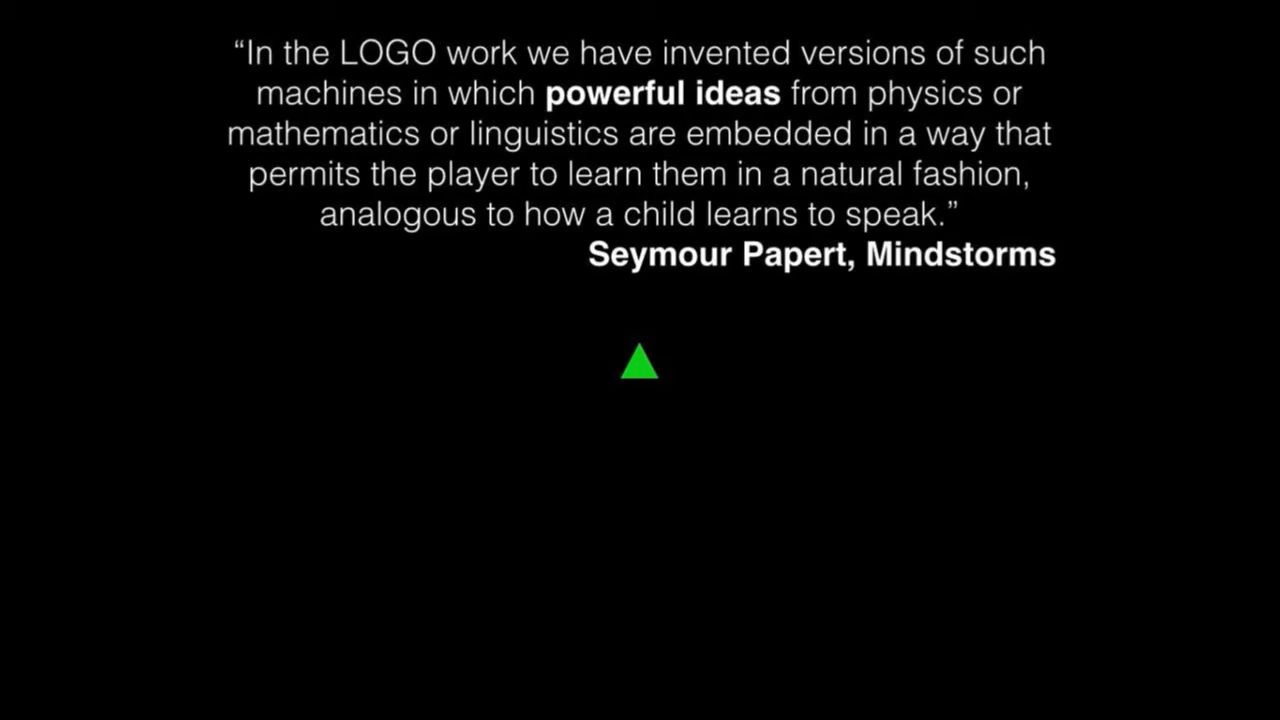 “In the LOGO work we have invented versions of such
machines in which powerful ideas from physics or
mathematics or linguistics are embedded in a way that
permits the player to learn them in a natural fashion,
analogous to how a child learns to speak.”
Seymour Papert, Mindstorms